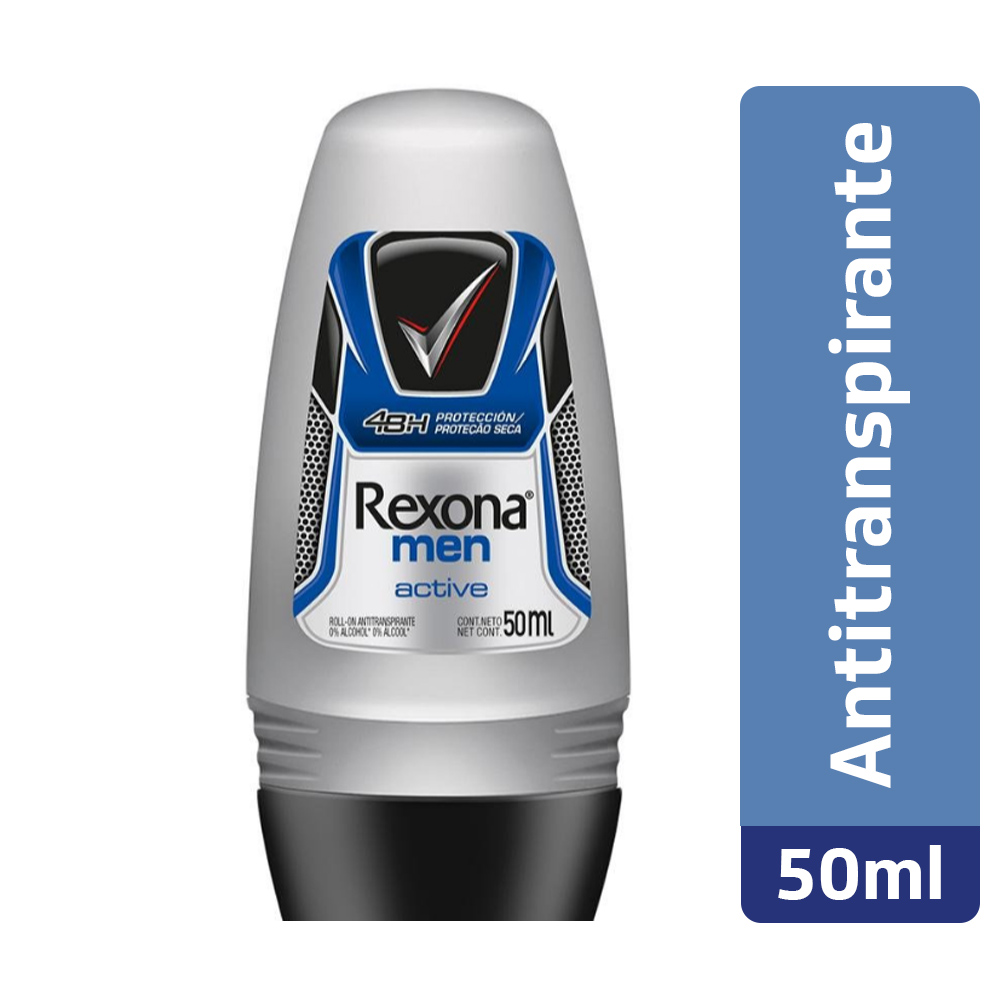 48H PROTECCIÓN/
PROTEÇÃO SECA
Rexona®
men
active
ROLL-ON ANTITRANSPIRANTE
0% ALCOHOL* 0% ÁLCOOL*
CONT.NETO
NET CONT. 50ml
Antitranspirante
50ml